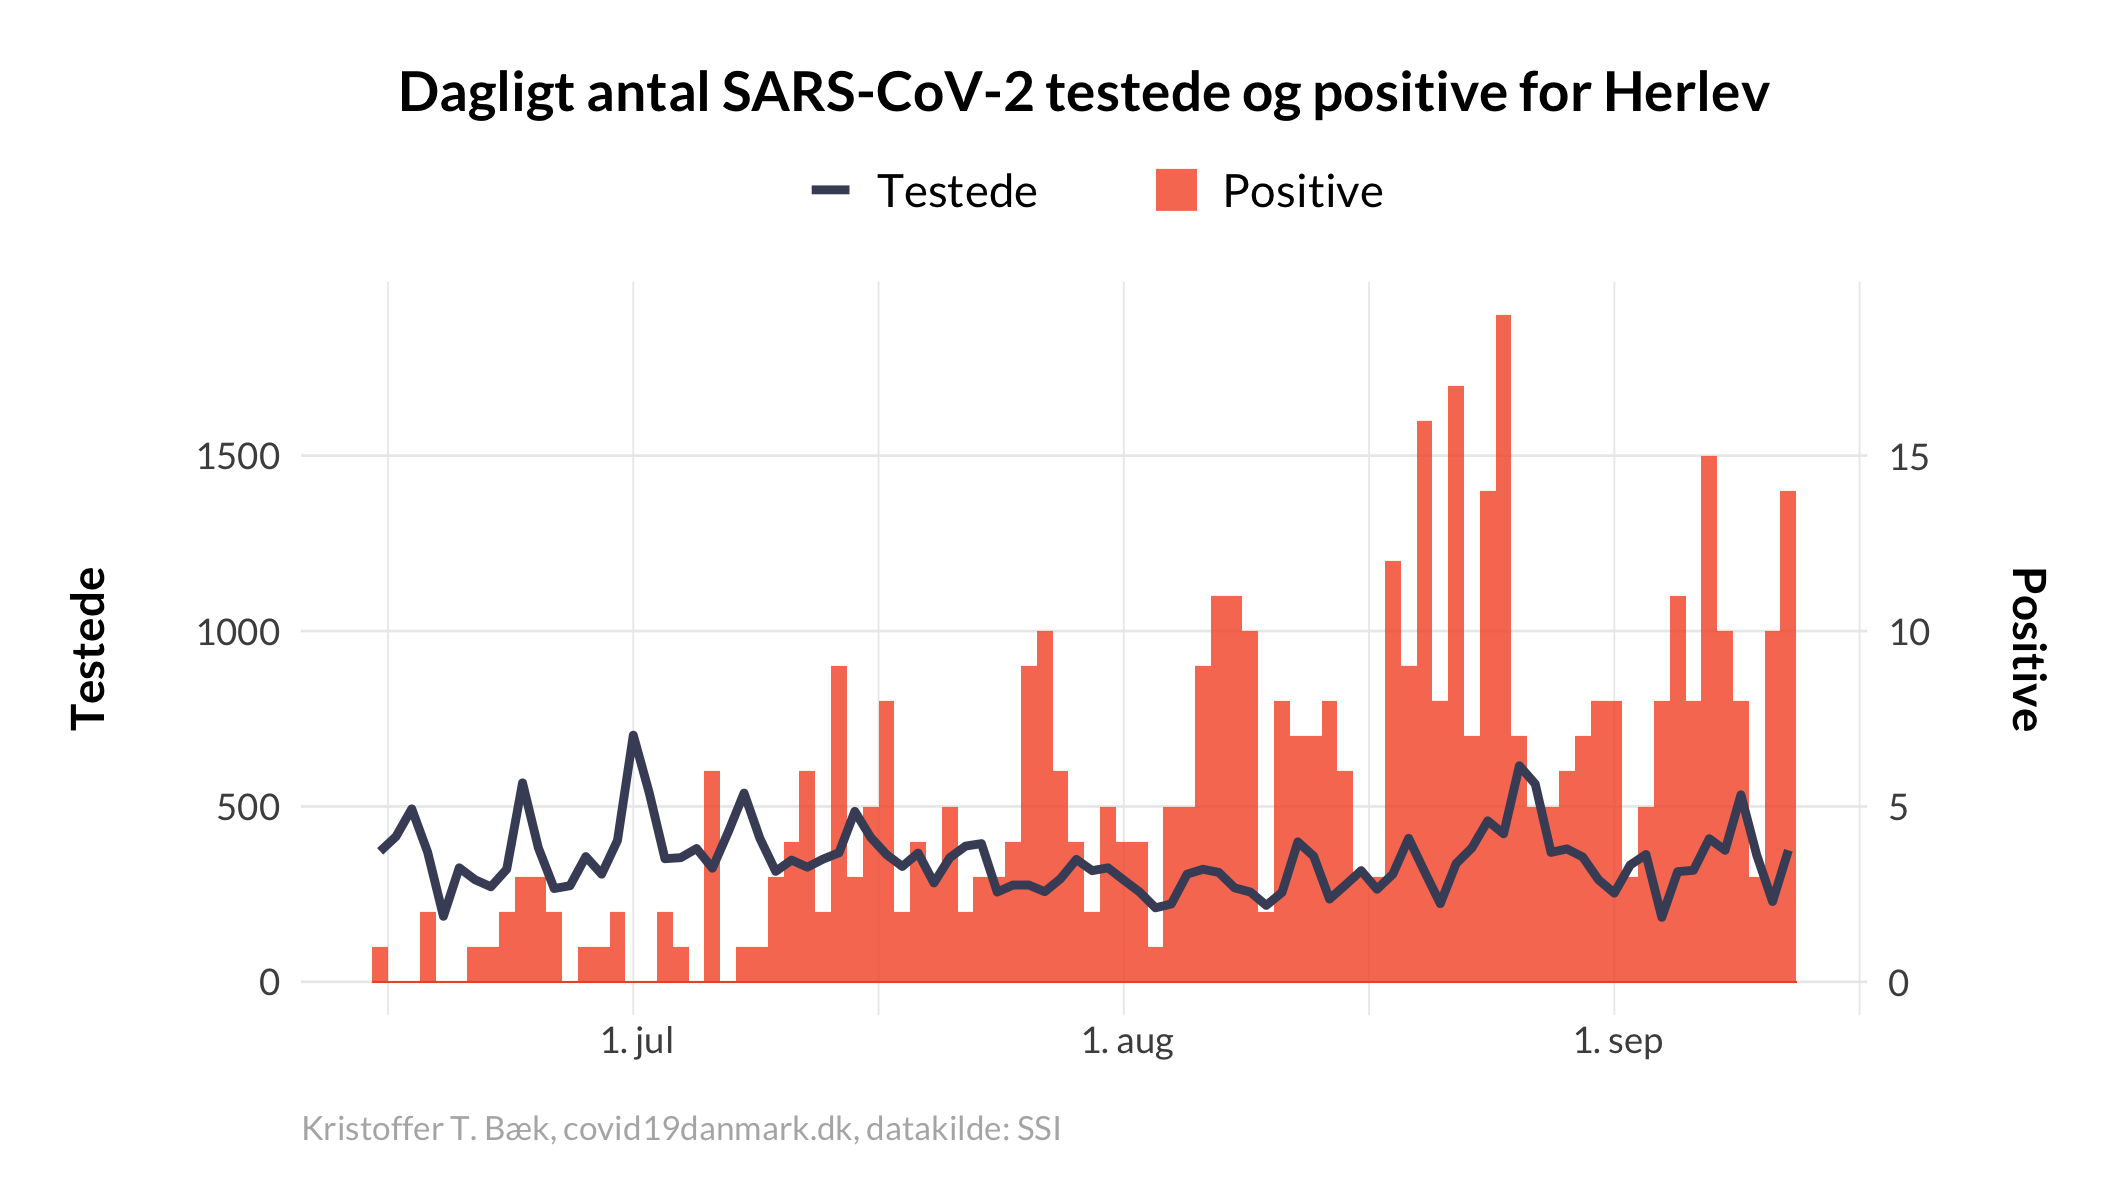 Dagligt antal SARS-CoV-2 testede og positive for Herlev
Testede
Positive
1500
1000
500
0
15
10
5
0
Testede
Positive
1. jul
1. aug
1. sep
Kristoffer T. Bæk, covid19danmark.dk, datakilde: SSI